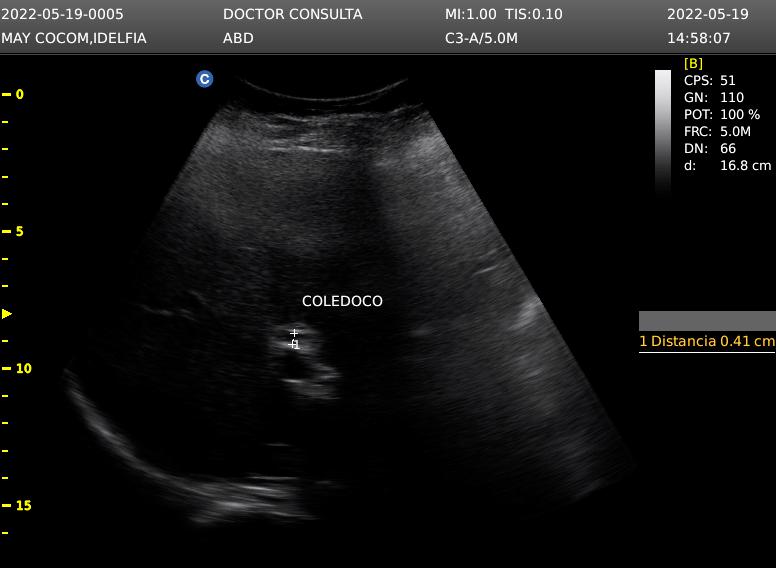 2022-05-19-0005 DOCTOR CONSULTA MI:1.00 TIS:0.10 2022-05-19
MAY COCOM,IDELFIA ABD C3-A/5.0M 14:58:07
C
[B]
CPS: 51
GN: 110
POT: 100 %
FRC: 5.0M
DN: 66
d: 16.8 cm
0
5
10
15
COLEDOCO
1
1 Distancia 0.41 cm